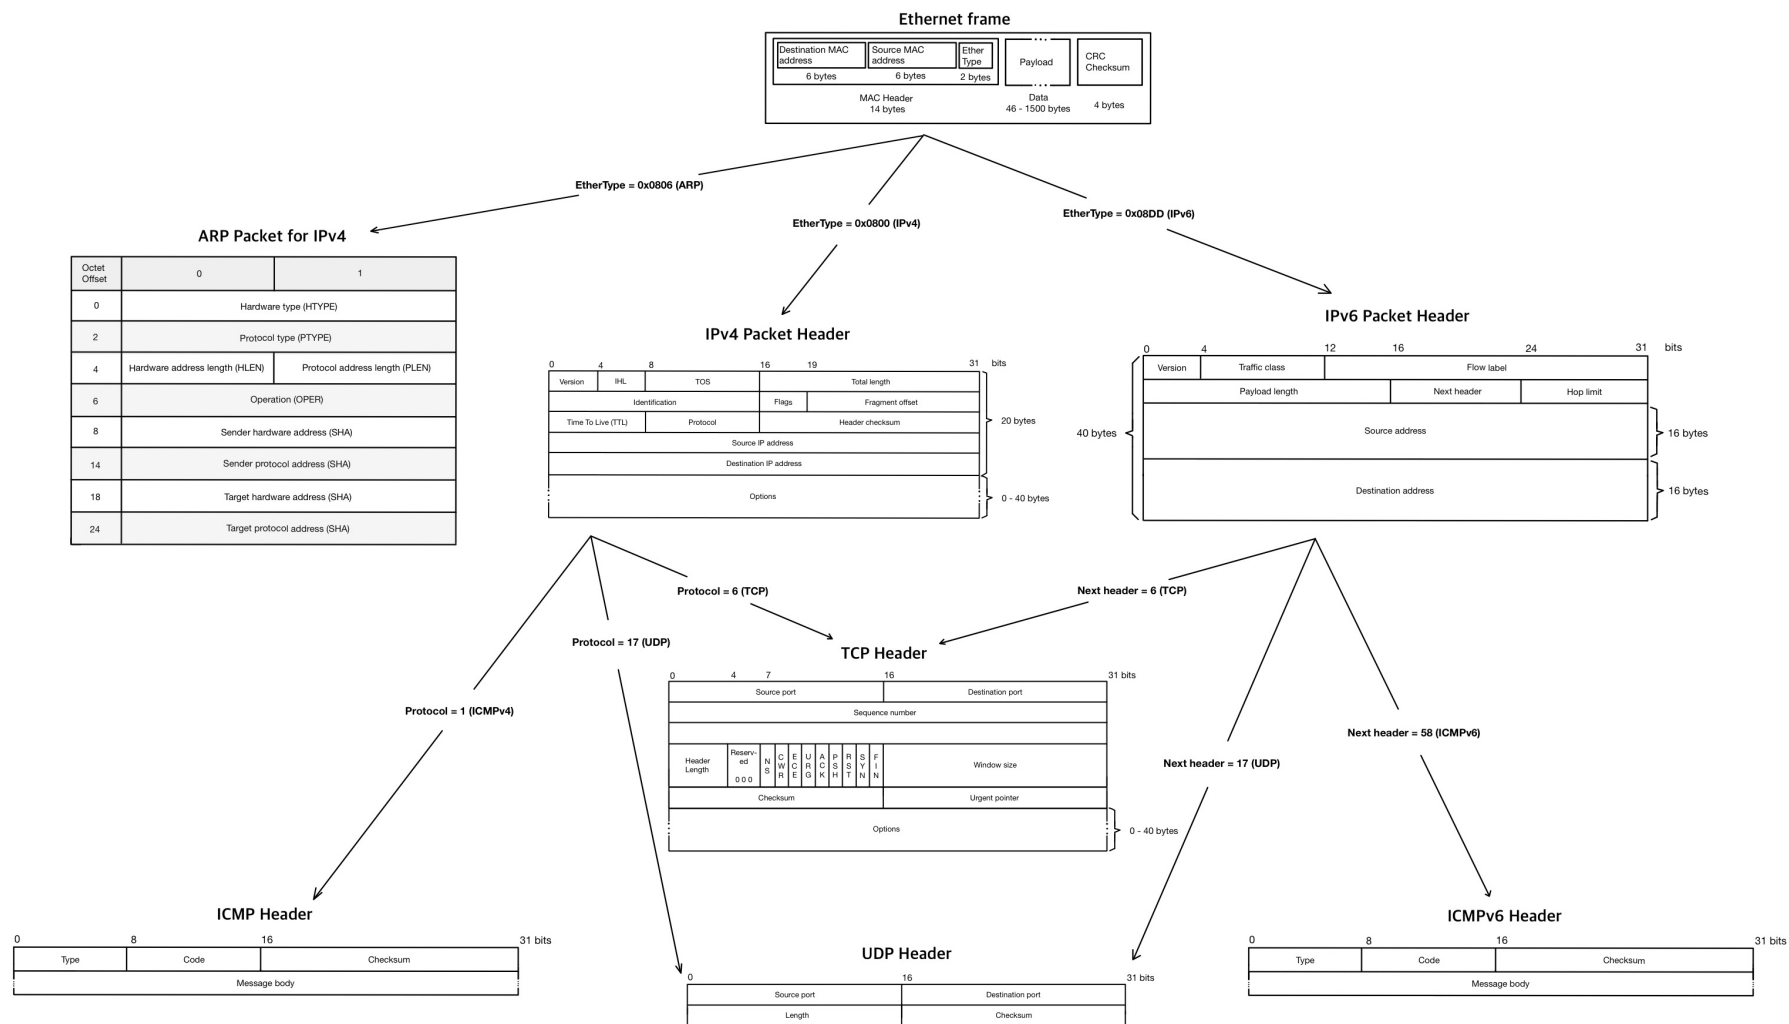 Ethernet frame
Destination MAC
address
Source MAC
address
Ether
Type
6 bytes
6 bytes
2 bytes
MAC Header
14 bytes
Payload
Data
46 - 1500 bytes
CRC
Checksum
4 bytes
EtherType = 0x0806 (ARP)
EtherType = 0x0800 (IPv4)
EtherType = 0x08DD (IPv6)
ARP Packet for IPv4
Octet
Offset
0
1
0
Hardware type (HTYPE)
2
Protocol type (PTYPE)
4
Hardware address length (HLEN)
Protocol address length (PLEN)
6
Operation (OPER)
8
Sender hardware address (SHA)
14
Sender protocol address (SHA)
18
Target hardware address (SHA)
24
Target protocol address (SHA)
IPv4 Packet Header
0 4 8 16 19 31 bits
Version IHL TOS Total length
Identification Flags Fragment offset
Time To Live (TTL) Protocol Header checksum
Source IP address
Destination IP address
Options
20 bytes
0 - 40 bytes
IPv6 Packet Header
0 4 12 16 24 31 bits
Version Traffic class Flow label
Payload length Next header Hop limit
Source address
Destination address
40 bytes
16 bytes
16 bytes
Protocol = 6 (TCP)
Protocol = 17 (UDP)
Protocol = 1 (ICMPv4)
Next header = 6 (TCP)
Next header = 58 (ICMPv6)
Next header = 17 (UDP)
TCP Header
0 4 7 16 31 bits
Source port Destination port
Sequence number
Header
Length
Reserv-
ed
0 0 0
N
S
C
W
R
E
C
E
U
R
G
A
C
K
P
S
H
R
S
T
S
Y
N
F
I
N
Window size
Checksum Urgent pointer
Options
0 - 40 bytes
ICMP Header
0 8 16 31 bits
Type Code Checksum
Message body
UDP Header
0 16 31 bits
Source port Destination port
Length Checksum
ICMPv6 Header
0 8 16 31 bits
Type Code Checksum
Message body